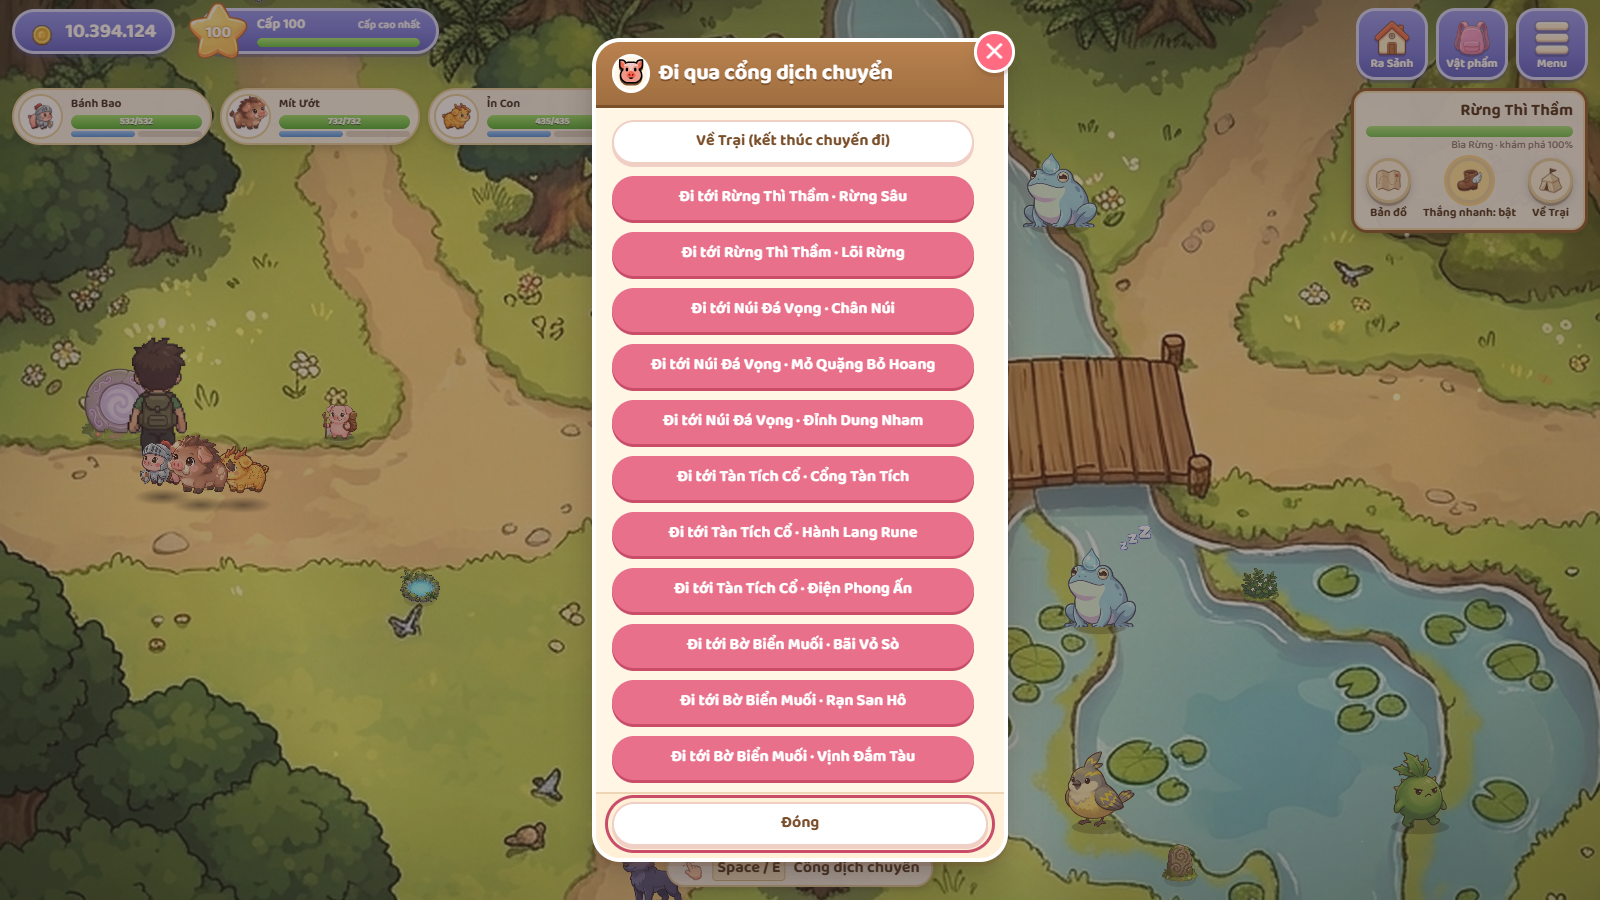 10.394.124
100
Cấp 100
Cấp cao nhất
Bánh Bao
532/532
Mít Ướt
732/732
Ỉn Con
435/435
Đi qua cổng dịch chuyển
Về Trại (kết thúc chuyến đi)
Đi tới Rừng Thì Thầm · Rừng Sâu
Đi tới Rừng Thì Thầm · Lõi Rừng
Đi tới Núi Đá Vọng · Chân Núi
Đi tới Núi Đá Vọng · Mỏ Quặng Bỏ Hoang
Đi tới Núi Đá Vọng · Đỉnh Dung Nham
Đi tới Tàn Tích Cổ · Cổng Tàn Tích
Đi tới Tàn Tích Cổ · Hành Lang Rune
Đi tới Tàn Tích Cổ · Điện Phong Ấn
Đi tới Bờ Biển Muối · Bãi Vỏ Sò
Đi tới Bờ Biển Muối · Rạn San Hô
Đi tới Bờ Biển Muối · Vịnh Đắm Tàu
Đóng
Space / E Cổng dịch chuyển
Ra Sảnh
Vật phẩm
Menu
Rừng Thì Thầm
Bìa Rừng · khám phá 100%
Bản đồ
Thắng nhanh: bật
Về Trại
zzz